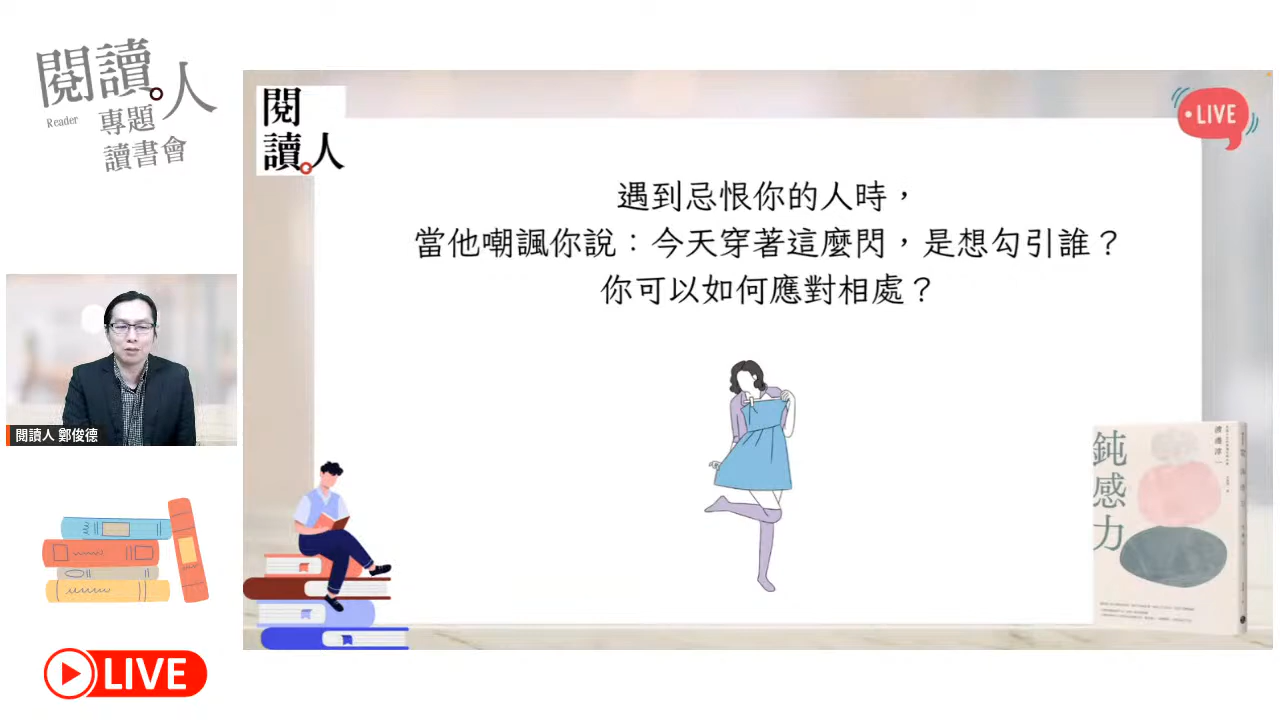 閱讀。人
Reader
專題
讀書會
閱
讀。人
LIVE
遇到忌恨你的人時，
當他嘲諷你說：今天穿著這麼閃，是想勾引誰？
你可以如何應對相處？
閱讀人 鄭俊德
鈍感力
渡邊淳一
LIVE